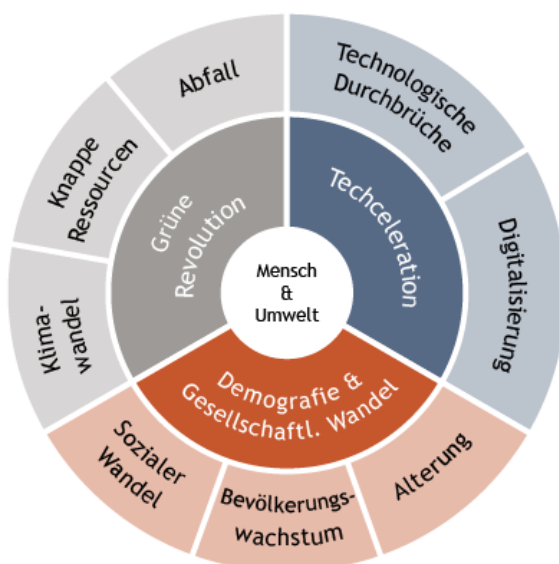 Abfall
Technologische
Durchbrüche
Knappe
Ressourcen
Grüne
Revolution
Techceleration
Digitalisierung
Klima-
wandel
Mensch
&
Umwelt
Demografie &
Gesellschaftl. Wandel
Sozialer
Wandel
Bevölkerungs-
wachstum
Alterung